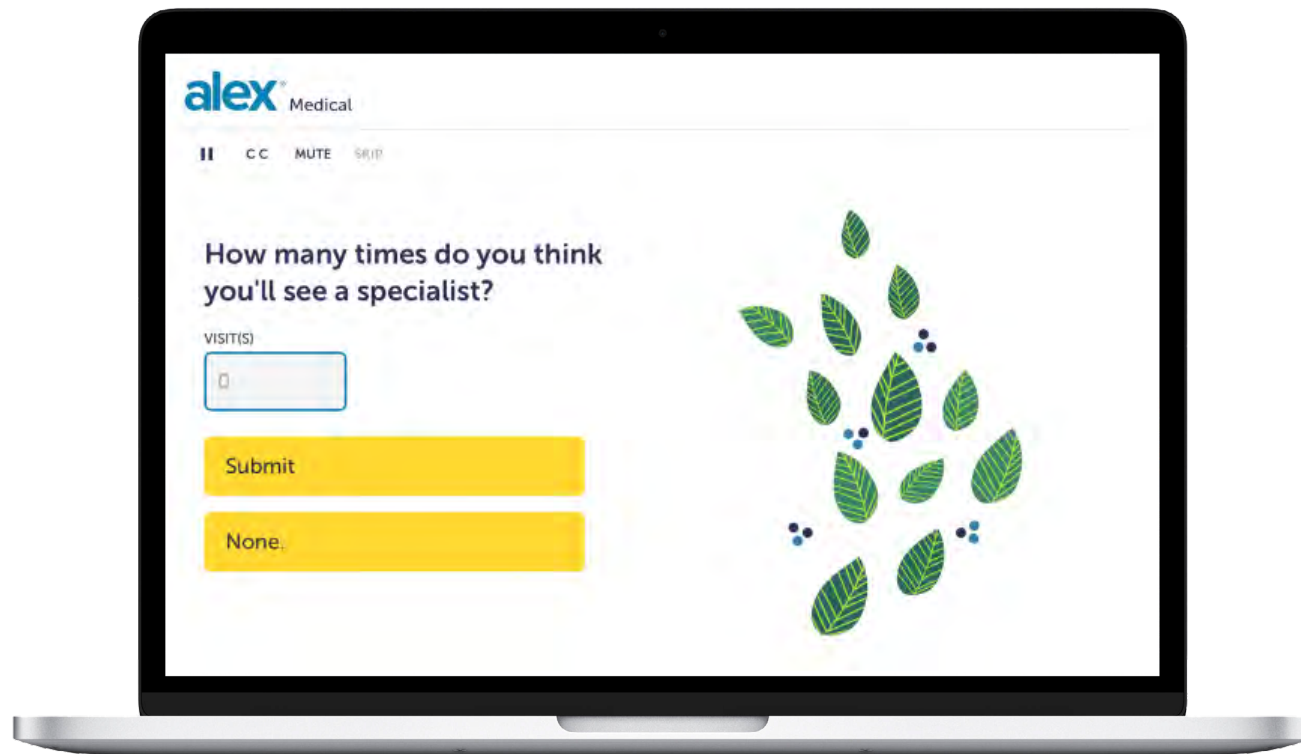 alex® Medical
CC MUTE SKIP
How many times do you think
you'll see a specialist?
VISIT(S)
0
Submit
None.